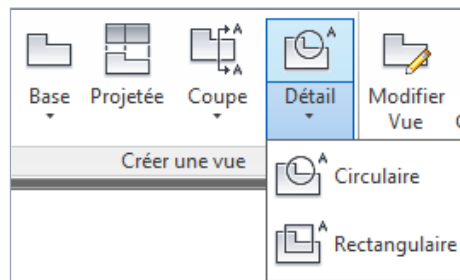 Base Projetée Coupe Détail Modifier Vue
Créer une vue
A Circulaire
A Rectangulaire